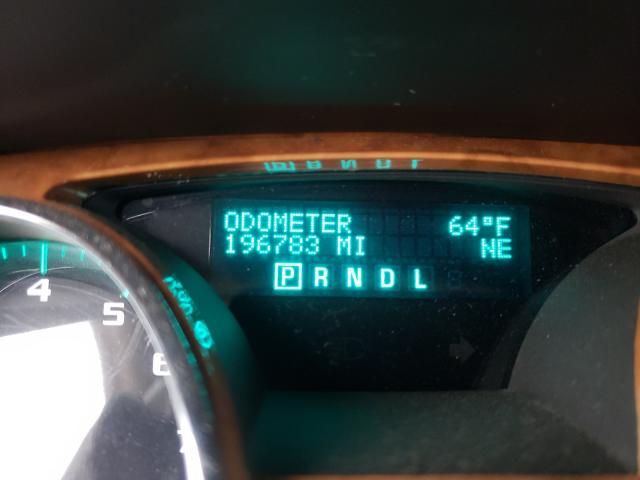 ODOMETER 64°F
196783 MI NE
P R N D L
4
5
6